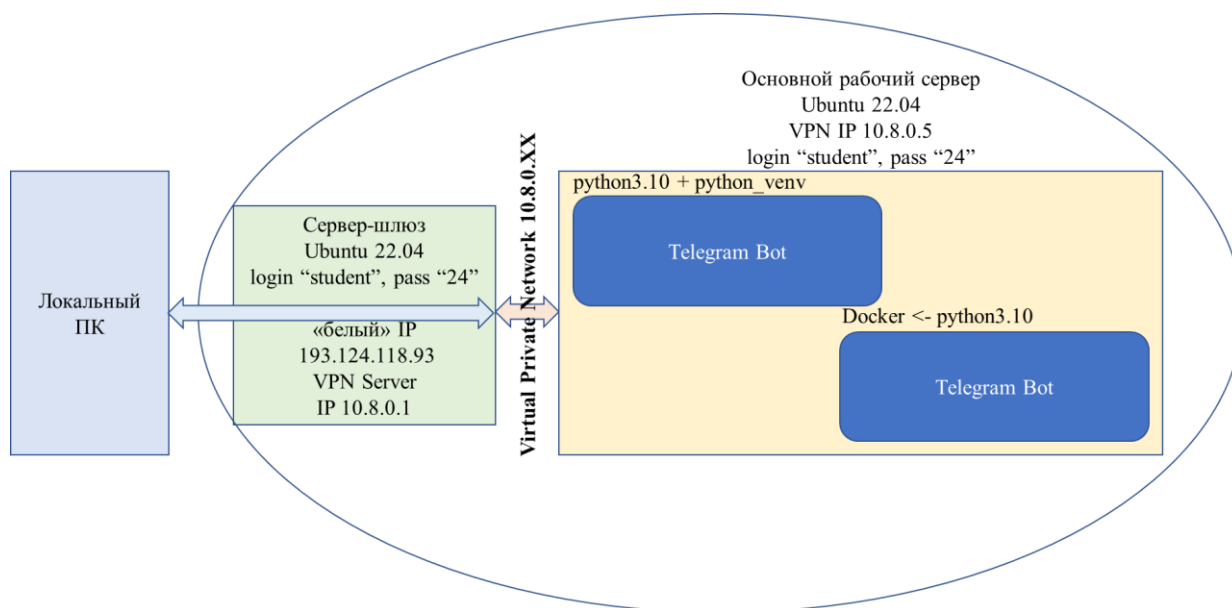 Локальный
ПК
Сервер-шлюз
Ubuntu 22.04
login “student”, pass “24”
«белый» IP
193.124.118.93
VPN Server
IP 10.8.0.1
Virtual Private Network 10.8.0.XX
Основной рабочий сервер
Ubuntu 22.04
VPN IP 10.8.0.5
login “student”, pass “24”
python3.10 + python_venv
Telegram Bot
Docker <- python3.10
Telegram Bot